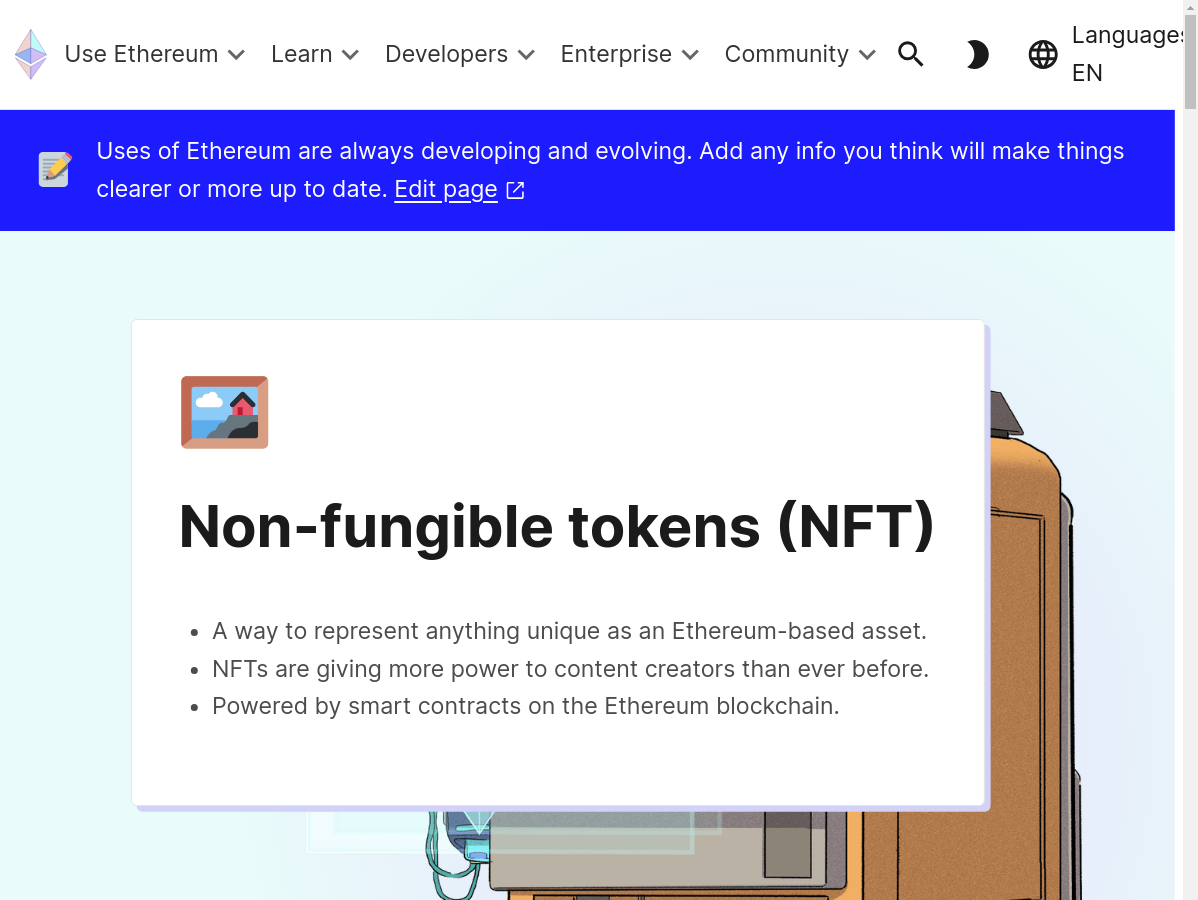 Use Ethereum Learn Developers Enterprise Community Languages
EN
Uses of Ethereum are always developing and evolving. Add any info you think will make things
clearer or more up to date. Edit page
Non-fungible tokens (NFT)
• A way to represent anything unique as an Ethereum-based asset.
• NFTs are giving more power to content creators than ever before.
• Powered by smart contracts on the Ethereum blockchain.